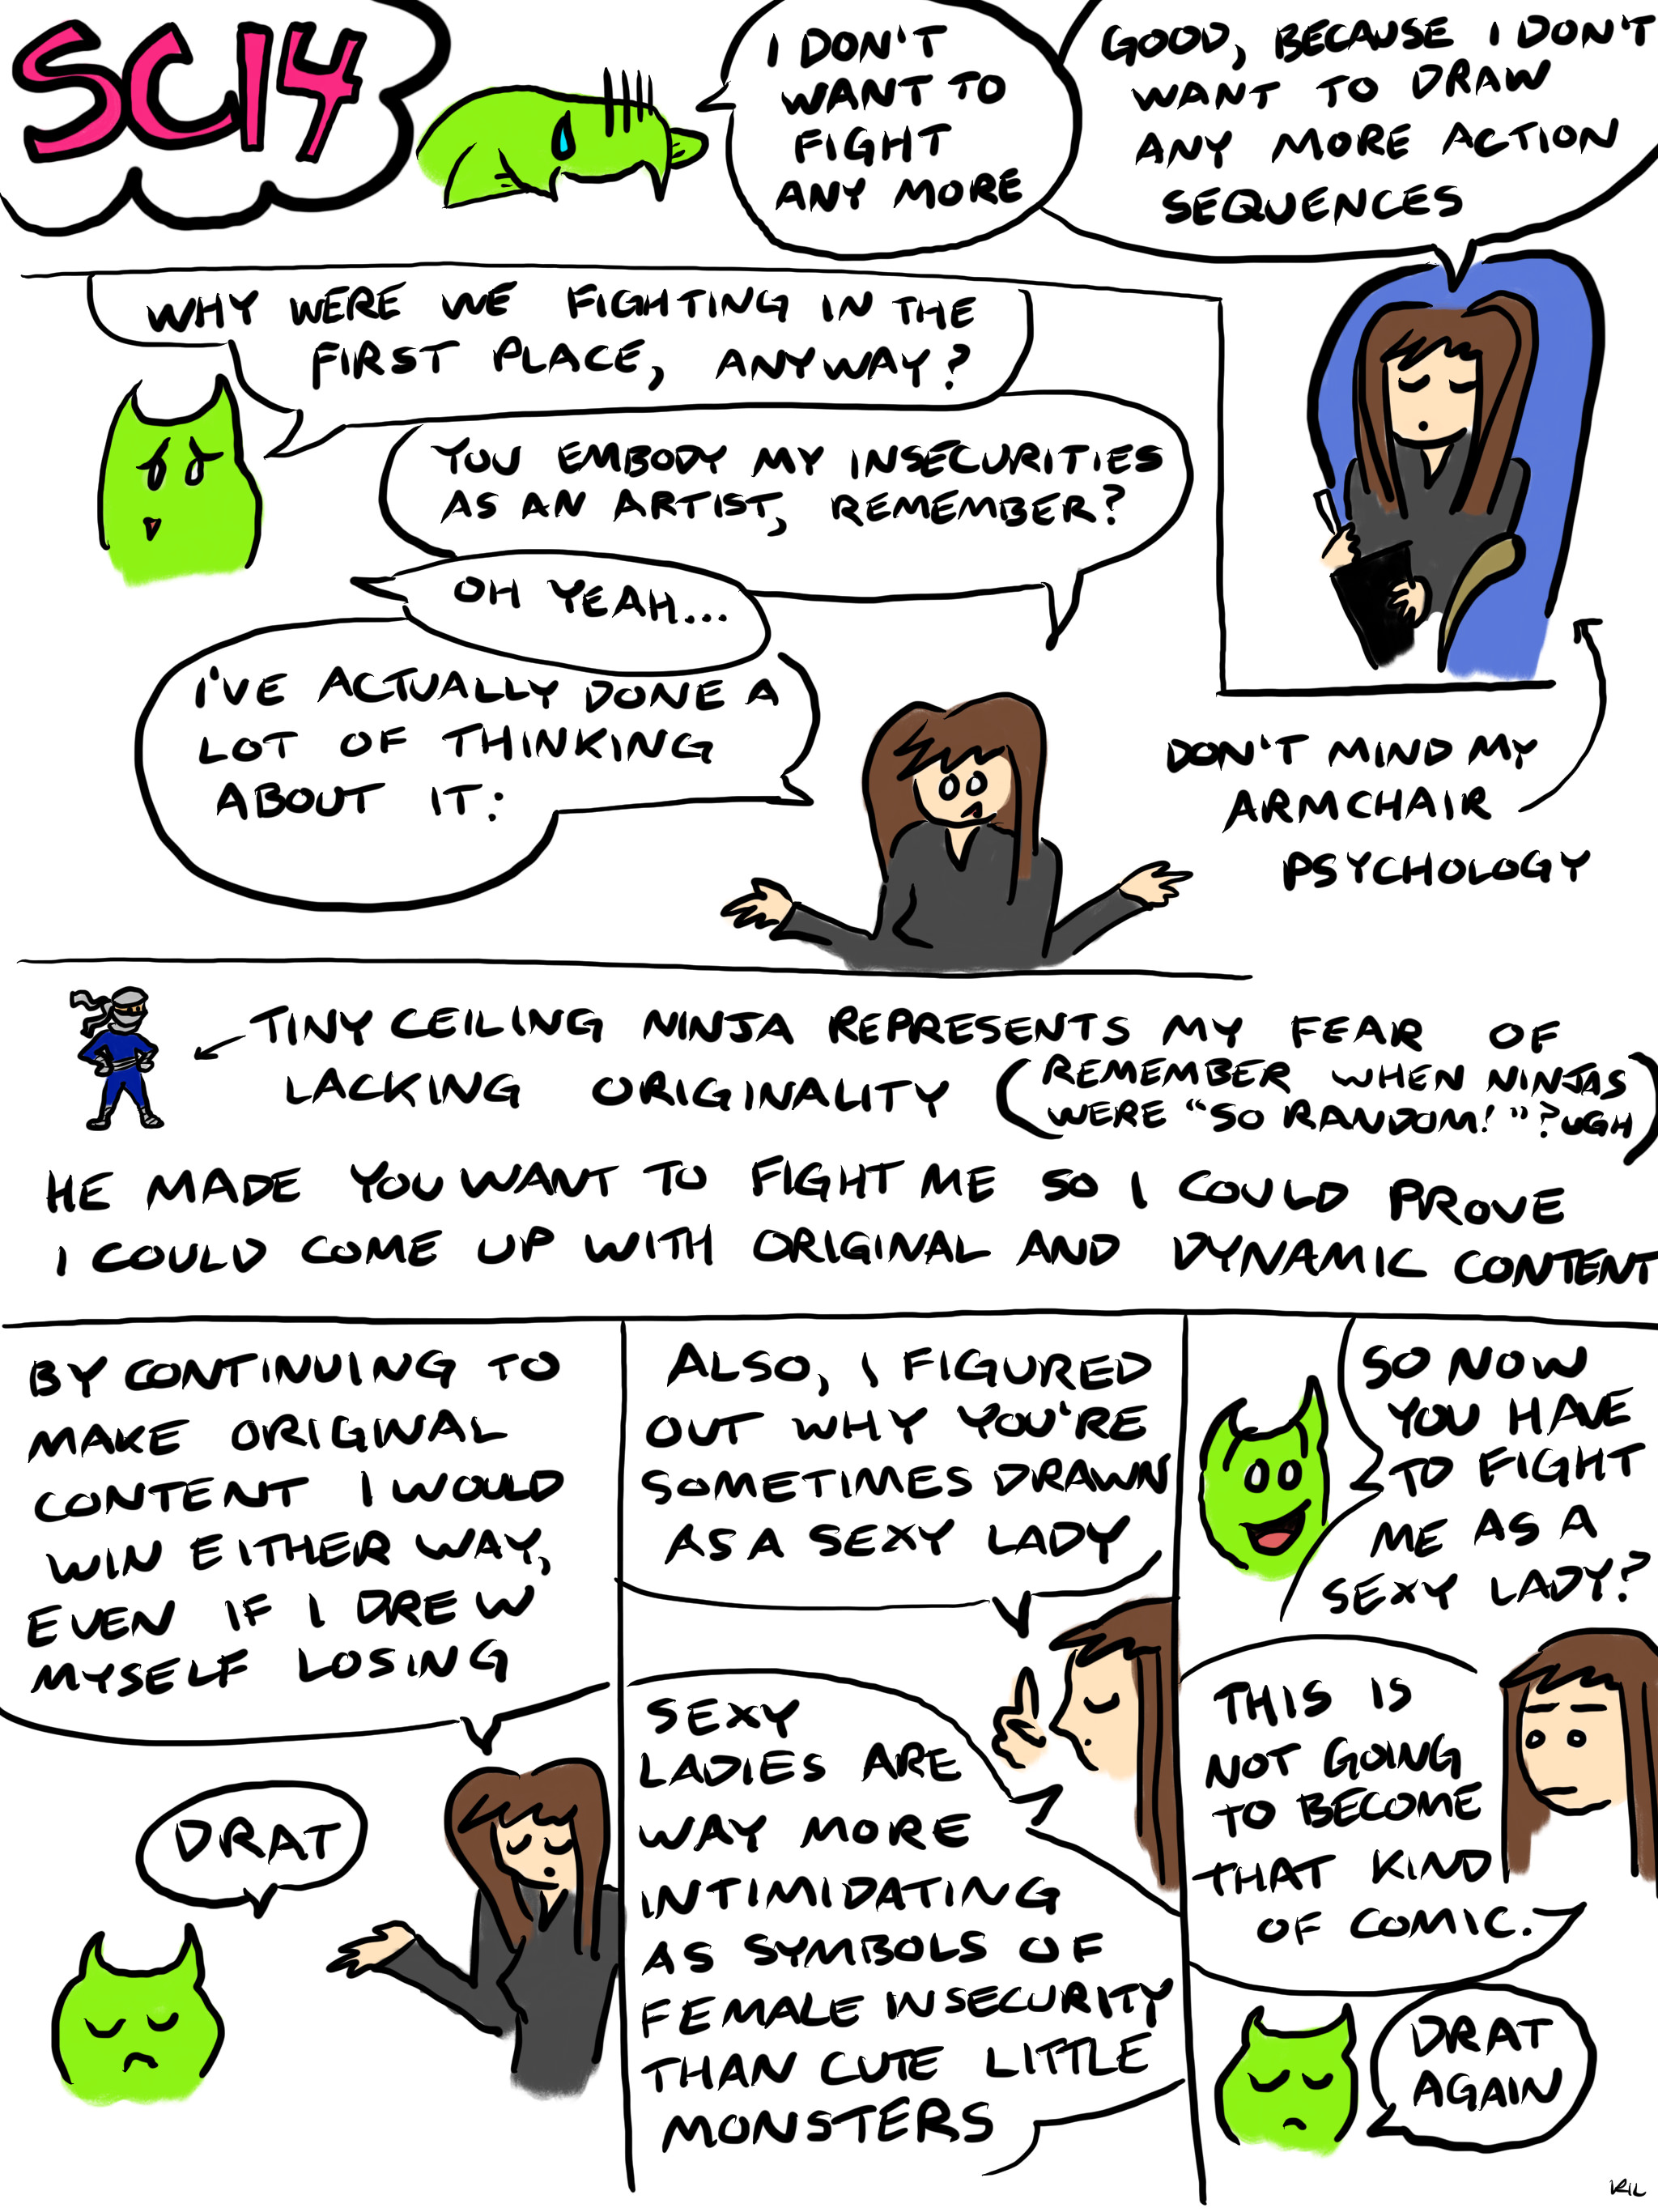 SC14
I DON'T
WANT TO
FIGHT
ANY MORE
GOOD, BECAUSE I DON'T
WANT TO DRAW
ANY MORE ACTION
SEQUENCES
WHY WERE WE FIGHTING IN THE
FIRST PLACE, ANYWAY?
YOU EMBODY MY INSECURITIES
AS AN ARTIST, REMEMBER?
OH YEAH...
I'VE ACTUALLY DONE A
LOT OF THINKING
ABOUT IT:
DON'T MIND MY
ARMCHAIR
PSYCHOLOGY
TINY CEILING NINJA REPRESENTS MY FEAR OF
LACKING ORIGINALITY
(REMEMBER WHEN NINJAS
WERE "SO RANDOM!"? UGH)
HE MADE YOU WANT TO FIGHT ME SO I COULD PROVE
I COULD COME UP WITH ORIGINAL AND DYNAMIC CONTENT
BY CONTINUING TO
MAKE ORIGINAL
CONTENT I WOULD
WIN EITHER WAY,
EVEN IF I DREW
MYSELF LOSING
DRAT
ALSO, I FIGURED
OUT WHY YOU'RE
SOMETIMES DRAWN
AS A SEXY LADY
SEXY
LADIES ARE
WAY MORE
INTIMIDATING
AS SYMBOLS OF
FEMALE INSECURITY
THAN CUTE LITTLE
MONSTERS
SO NOW
YOU HAVE
TO FIGHT
ME AS A
SEXY LADY?
THIS IS
NOT GOING
TO BECOME
THAT KIND
OF COMIC.
DRAT
AGAIN